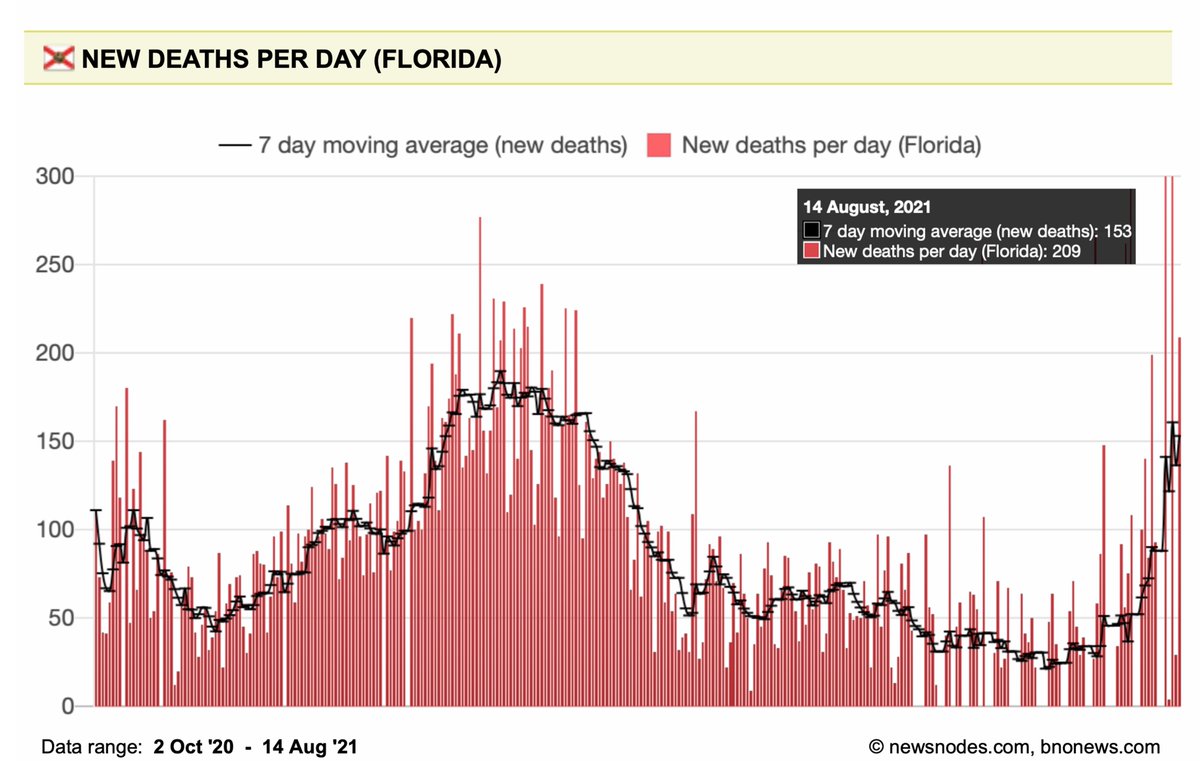 NEW DEATHS PER DAY (FLORIDA)
7 day moving average (new deaths) New deaths per day (Florida)
300
14 August, 2021
7 day moving average (new deaths): 153
New deaths per day (Florida): 209
250
200
150
100
50
0
Data range: 2 Oct '20 - 14 Aug '21
© newsnodes.com, bnonews.com